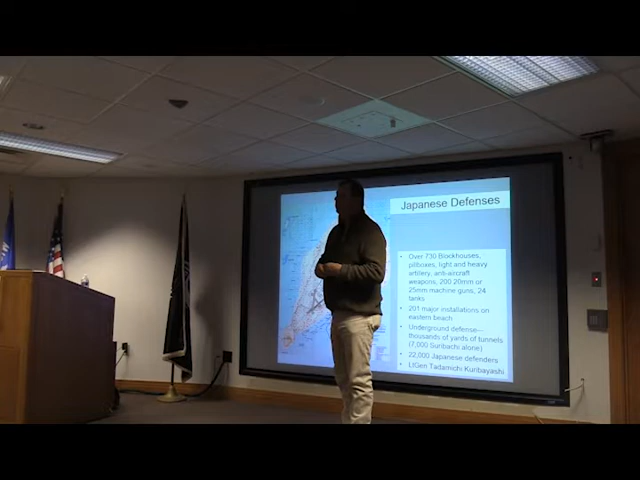 Japanese Defenses
• Over 730 Blockhouses,
pillboxes, light and heavy
artillery, anti-aircraft
weapons, 200 20mm or
25mm machine guns, 24
tanks
• 201 major installations on
eastern beach
• Underground defense—
thousands of yards of tunnels
(7,000 Suribachi alone)
• 22,000 Japanese defenders
• LtGen Tadamichi Kuribayashi